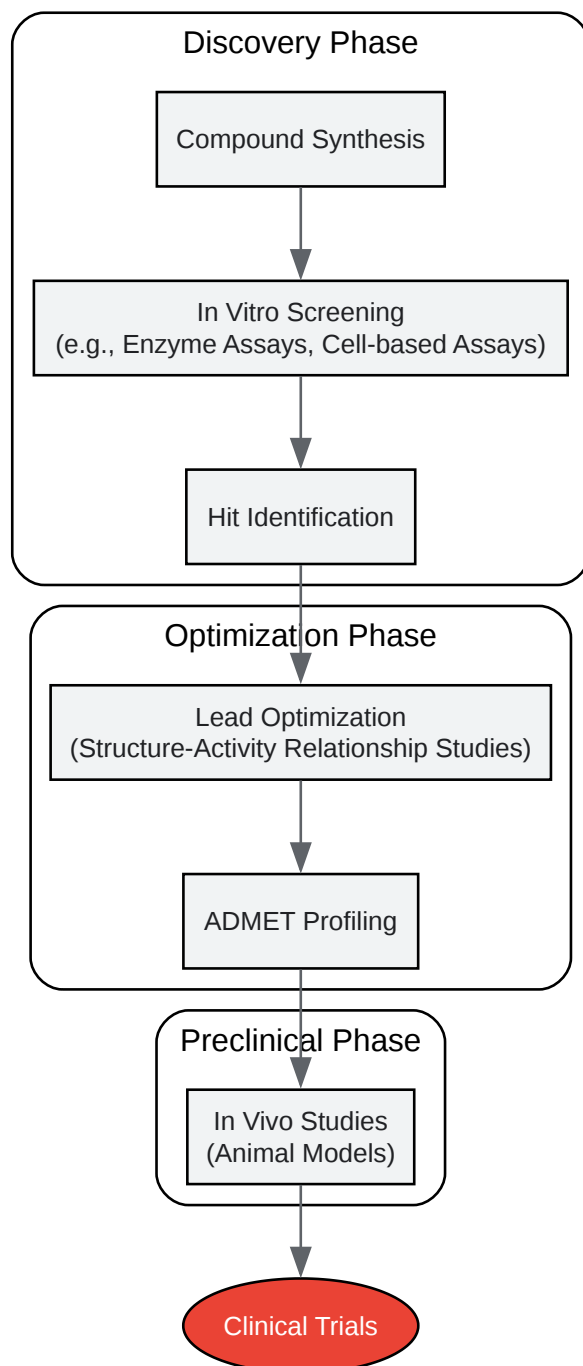 Discovery Phase
Compound Synthesis
In Vitro Screening
(e.g., Enzyme Assays, Cell-based Assays)
Hit Identification
Optimization Phase
Lead Optimization
(Structure-Activity Relationship Studies)
ADMET Profiling
Preclinical Phase
In Vivo Studies
(Animal Models)
Clinical Trials